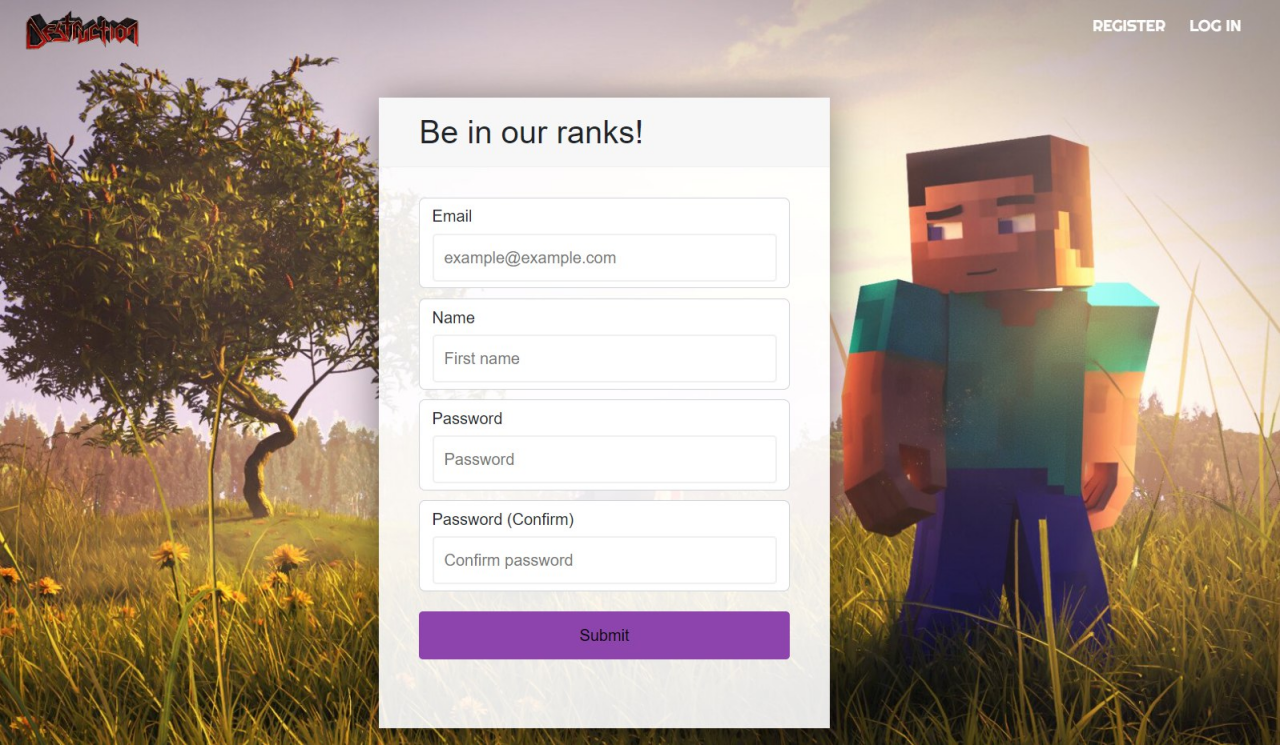 Destruction
REGISTER LOG IN
Be in our ranks!
Email
example@example.com
Name
First name
Password
Password
Password (Confirm)
Confirm password
Submit